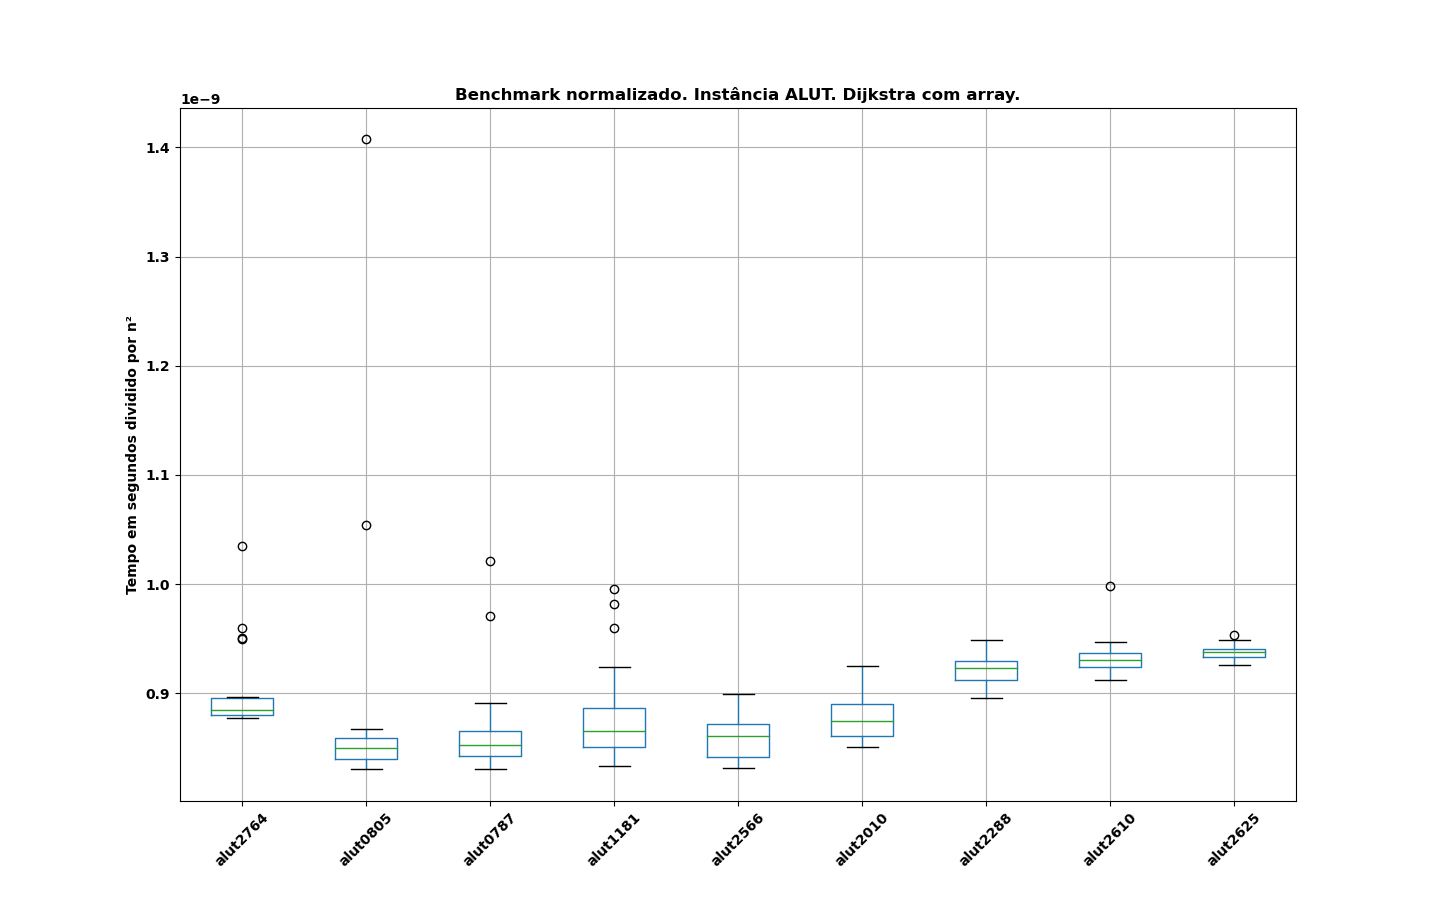 Benchmark normalizado. Instância ALUT. Dijkstra com array.
1e−9
1.4
1.3
1.2
1.1
1.0
0.9
Tempo em segundos dividido por n²
alut2764
alut0805
alut0787
alut1181
alut2566
alut2010
alut2288
alut2610
alut2625